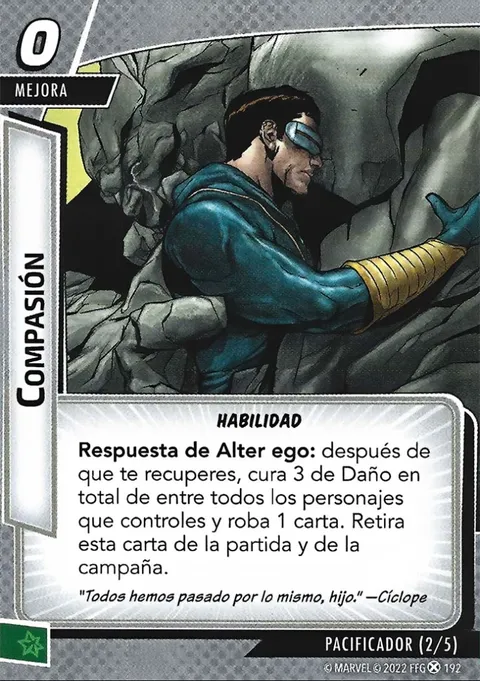 0
MEJORA
COMPASIÓN
HABILIDAD
Respuesta de Alter ego: después de
que te recuperes, cura 3 de Daño en
total de entre todos los personajes
que controles y roba 1 carta. Retira
esta carta de la partida y de la
campaña.
"Todos hemos pasado por lo mismo, hijo." —Cíclope
PACIFICADOR (2/5)
© MARVEL © 2022 FFG 192